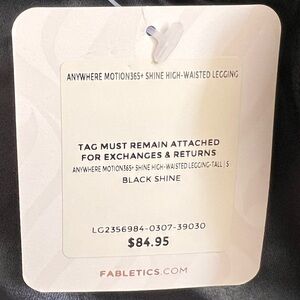 ANYWHERE MOTION365+ SHINE HIGH-WAISTED LEGGING
TAG MUST REMAIN ATTACHED
FOR EXCHANGES & RETURNS
ANYWHERE MOTION365+ SHINE HIGH-WAISTED LEGGING-TALL | S
BLACK SHINE
LG2356984-0307-39030
$84.95
FABLETICS.COM